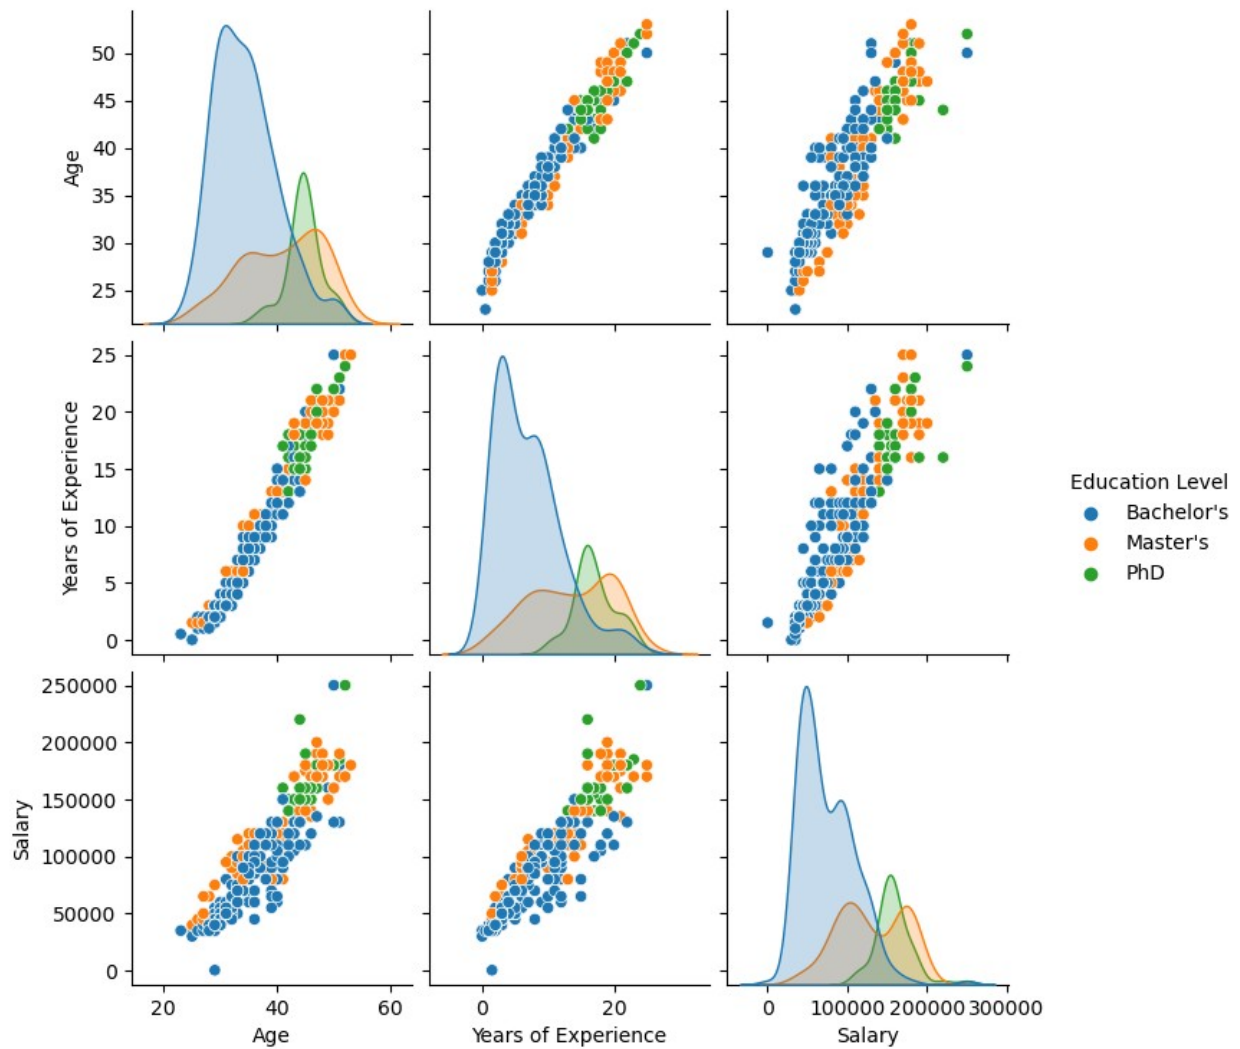 50
45
40
35
30
25
Age
25
20
15
10
5
0
Years of Experience
Education Level
Bachelor's
Master's
PhD
250000
200000
150000
100000
50000
0
Salary
20 40 60
0 20
0 100000 200000 300000
Age
Years of Experience
Salary